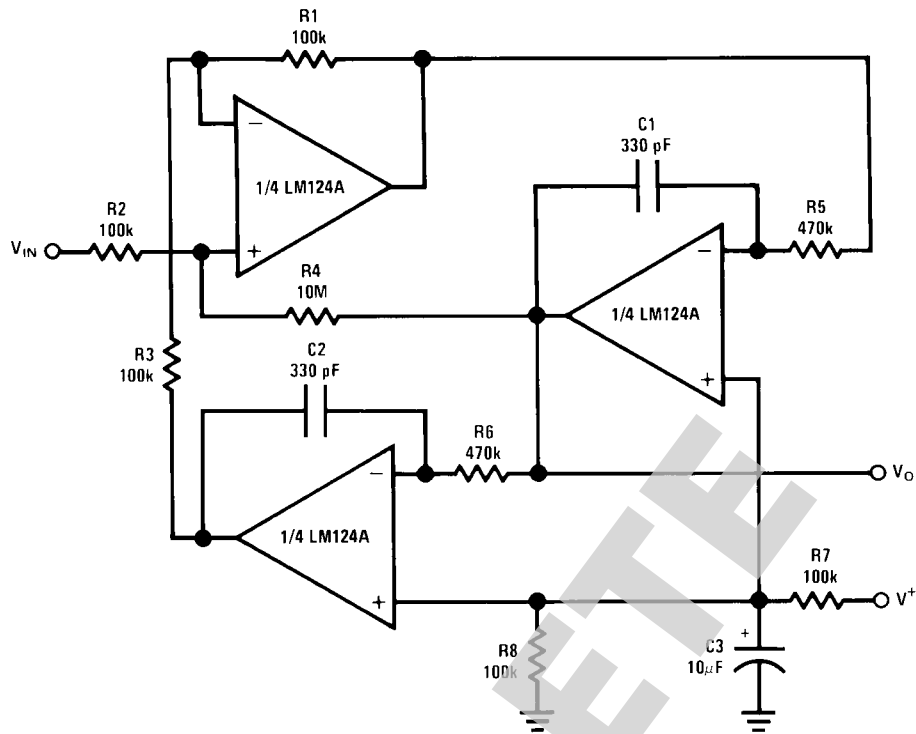 R1
100k
C1
330 pF
1/4 LM124A
R2
100k
R5
470k
VIN
R4
10M
1/4 LM124A
R3
100k
C2
330 pF
R6
470k
VO
1/4 LM124A
R7
100k
V+
R8
100k
C3
10μF
ETE